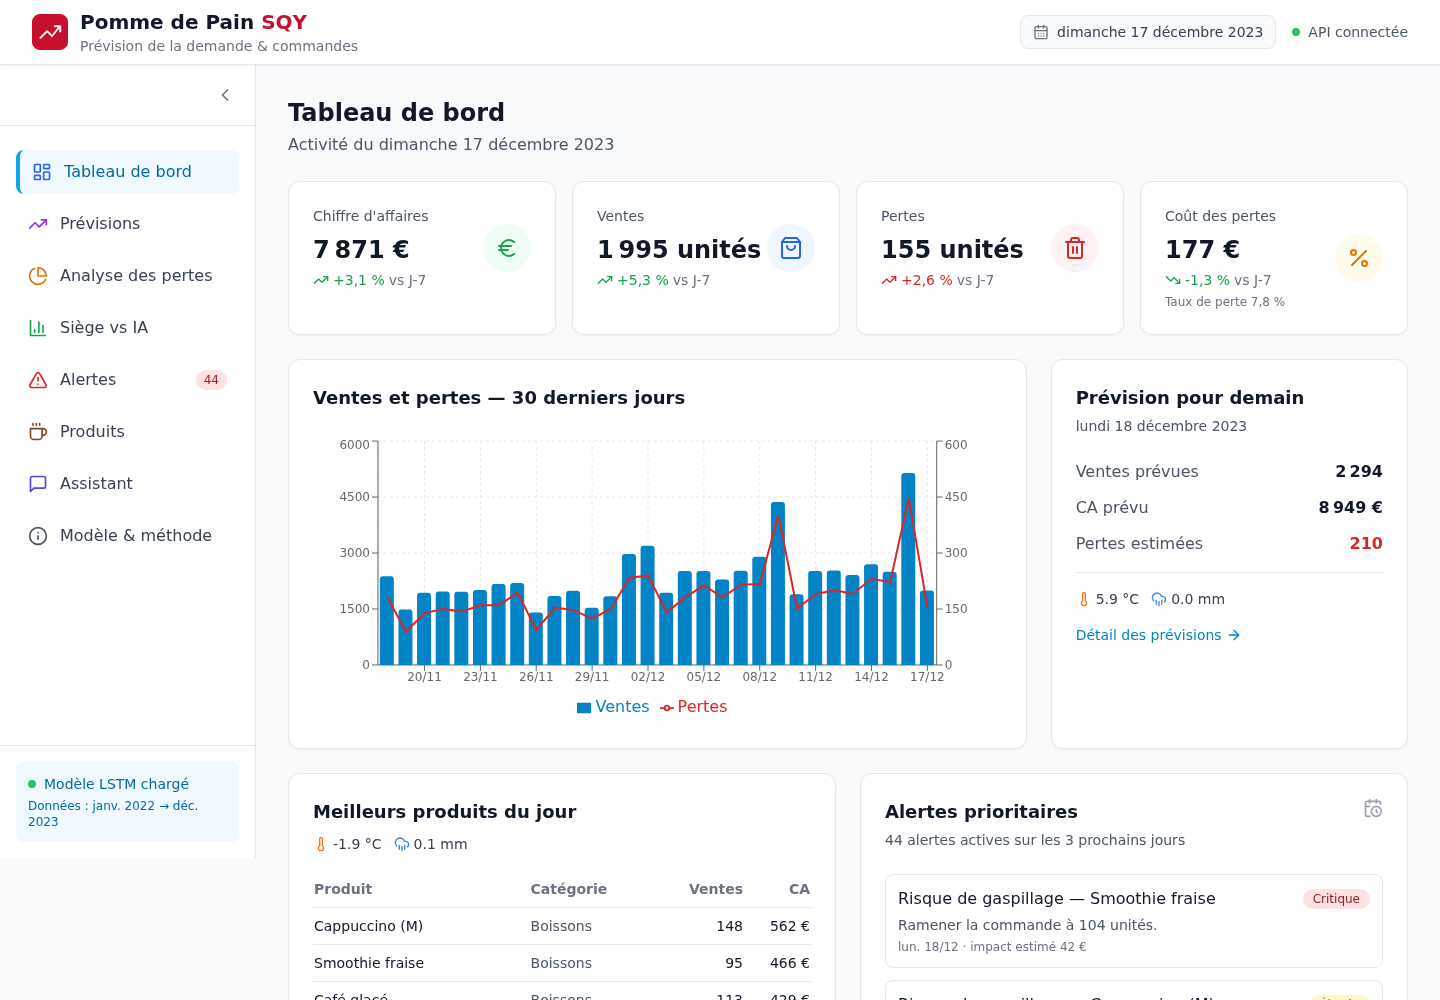 Pomme de Pain SQY
Prévision de la demande & commandes
dimanche 17 décembre 2023
API connectée
Tableau de bord
Prévisions
Analyse des pertes
Siège vs IA
Alertes
44
Produits
Assistant
Modèle & méthode
Modèle LSTM chargé
Données : janv. 2022 → déc.
2023
Tableau de bord
Activité du dimanche 17 décembre 2023
Chiffre d'affaires
7 871 €
+3,1 % vs J-7
Ventes
1 995 unités
+5,3 % vs J-7
Pertes
155 unités
+2,6 % vs J-7
Coût des pertes
177 €
-1,3 % vs J-7
Taux de perte 7,8 %
Ventes et pertes — 30 derniers jours
6000
4500
3000
1500
0
600
450
300
150
0
20/11 23/11 26/11 29/11 02/12 05/12 08/12 11/12 14/12 17/12
Ventes Pertes
Prévision pour demain
lundi 18 décembre 2023
Ventes prévues 2 294
CA prévu 8 949 €
Pertes estimées 210
5.9 °C 0.0 mm
Détail des prévisions →
Meilleurs produits du jour
-1.9 °C 0.1 mm
Produit Catégorie Ventes CA
Cappuccino (M) Boissons 148 562 €
Smoothie fraise Boissons 95 466 €
Café glacé Boissons 113 429 €
Alertes prioritaires
44 alertes actives sur les 3 prochains jours
Risque de gaspillage — Smoothie fraise
Critique
Ramener la commande à 104 unités.
lun. 18/12 · impact estimé 42 €
Risque de gaspillage — Cappuccino (M)